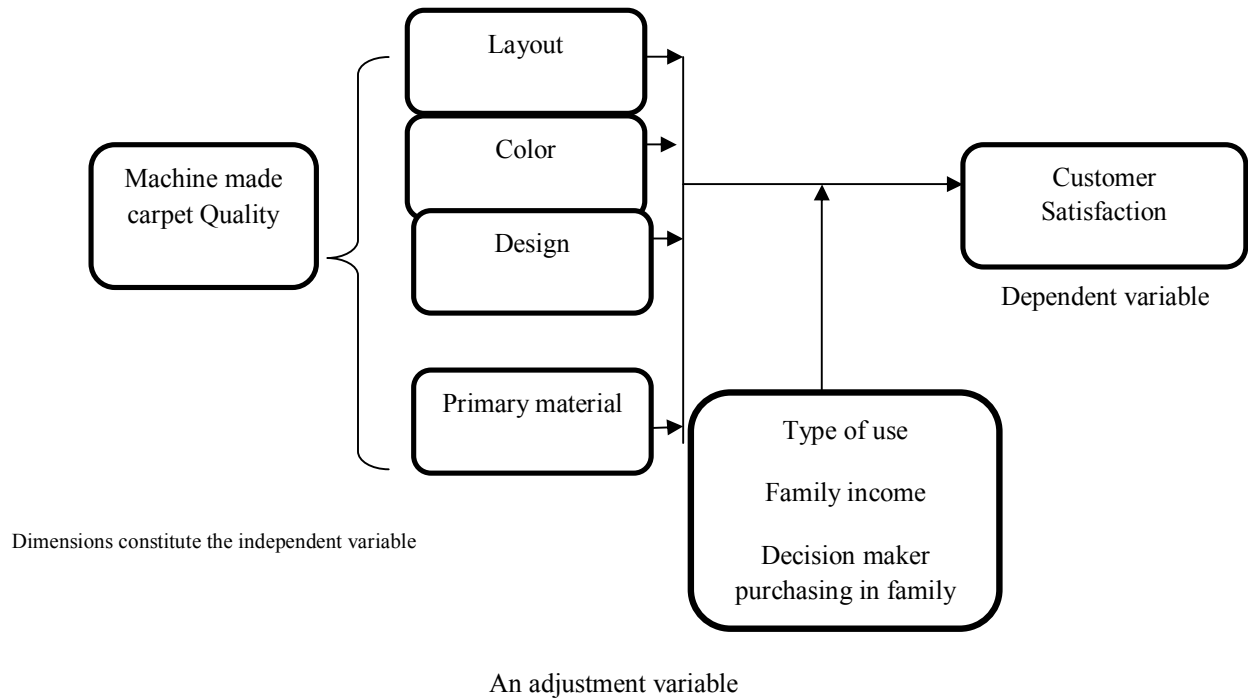 Layout
Color
Machine made
carpet Quality
Customer
Satisfaction
Design
Dependent variable
Primary material
Type of use
Family income
Decision maker
purchasing in family
Dimensions constitute the independent variable
An adjustment variable